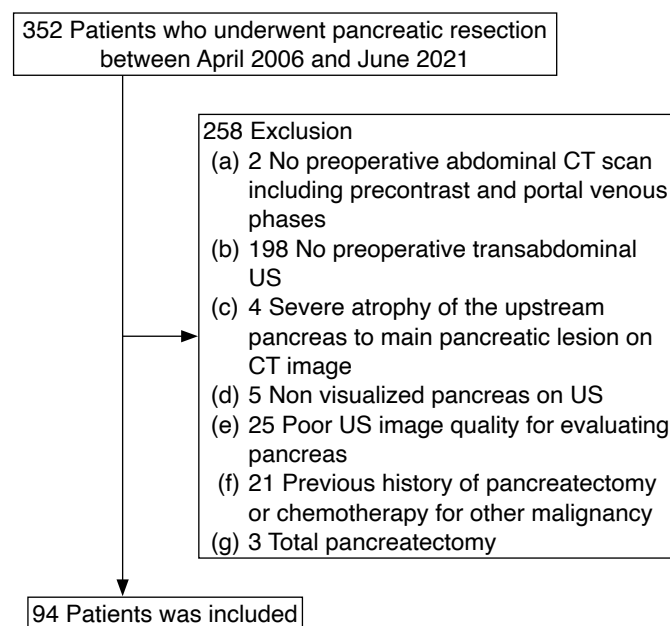 352 Patients who underwent pancreatic resection
between April 2006 and June 2021
258 Exclusion
(a) 2 No preoperative abdominal CT scan
including precontrast and portal venous
phases
(b) 198 No preoperative transabdominal
US
(c) 4 Severe atrophy of the upstream
pancreas to main pancreatic lesion on
CT image
(d) 5 Non visualized pancreas on US
(e) 25 Poor US image quality for evaluating
pancreas
(f) 21 Previous history of pancreatectomy
or chemotherapy for other malignancy
(g) 3 Total pancreatectomy
94 Patients was included